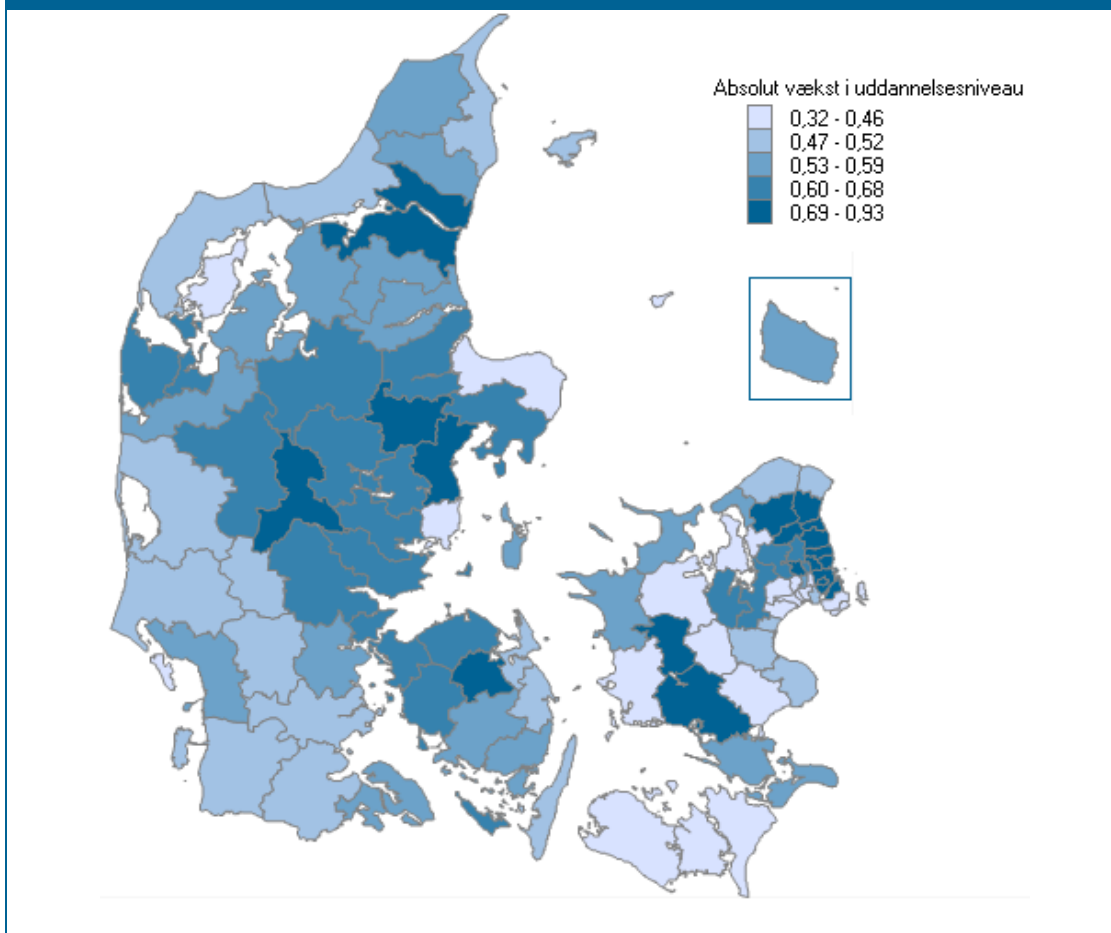 Absolut vækst i uddannelsesniveau
0,32 - 0,46
0,47 - 0,52
0,53 - 0,59
0,60 - 0,68
0,69 - 0,93